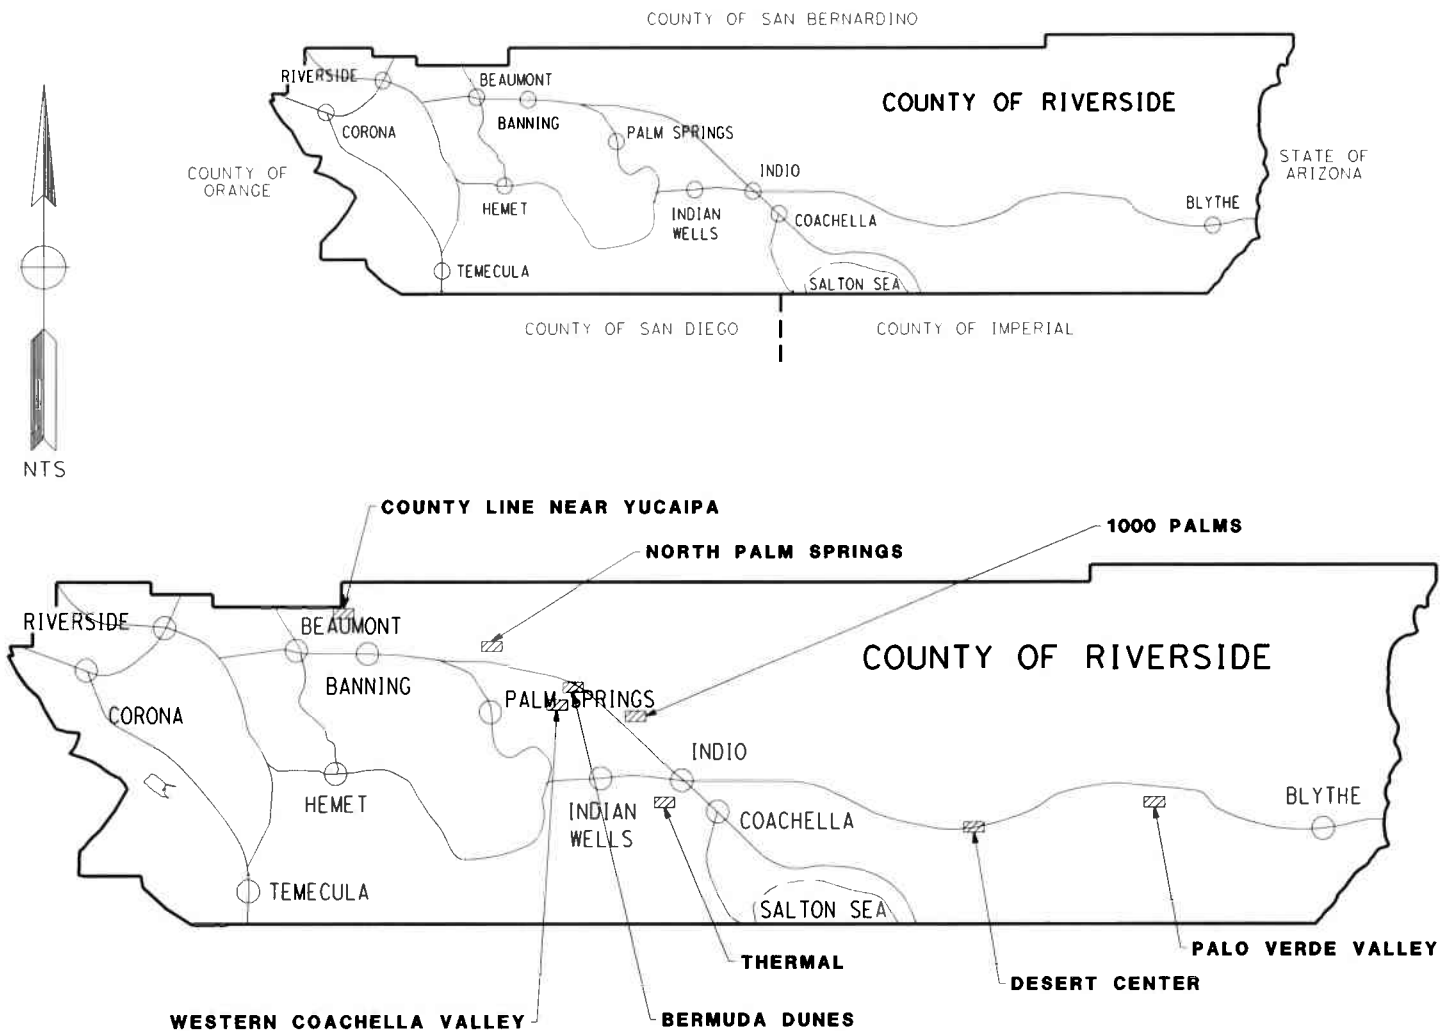 COUNTY OF SAN BERNARDINO
RIVERSIDE
BEAUMONT
COUNTY OF RIVERSIDE
CORONA
BANNING
PALM SPRINGS
COUNTY OF
ORANGE
STATE OF
ARIZONA
INDIO
HEMET
INDIAN
WELLS
COACHELLA
BLYTHE
TEMECULA
SALTON SEA
COUNTY OF SAN DIEGO
COUNTY OF IMPERIAL
NTS
COUNTY LINE NEAR YUCAIPA
1000 PALMS
NORTH PALM SPRINGS
RIVERSIDE
BEAUMONT
COUNTY OF RIVERSIDE
BANNING
PALM SPRINGS
CORONA
INDIO
HEMET
INDIAN
WELLS
COACHELLA
BLYTHE
TEMECULA
SALTON SEA
PALO VERDE VALLEY
THERMAL
DESERT CENTER
WESTERN COACHELLA VALLEY
BERMUDA DUNES